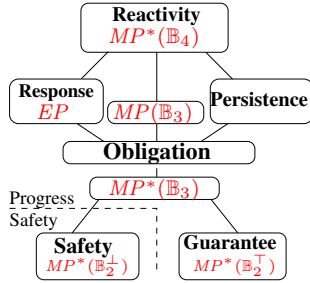 Reactivity
MP*(𝔹₄)
Response
EP
MP(𝔹₃)
Persistence
Obligation
MP*(𝔹₃)
Progress
Safety
Safety
MP*(𝔹₂^⊥)
Guarantee
MP*(𝔹₂^⊤)